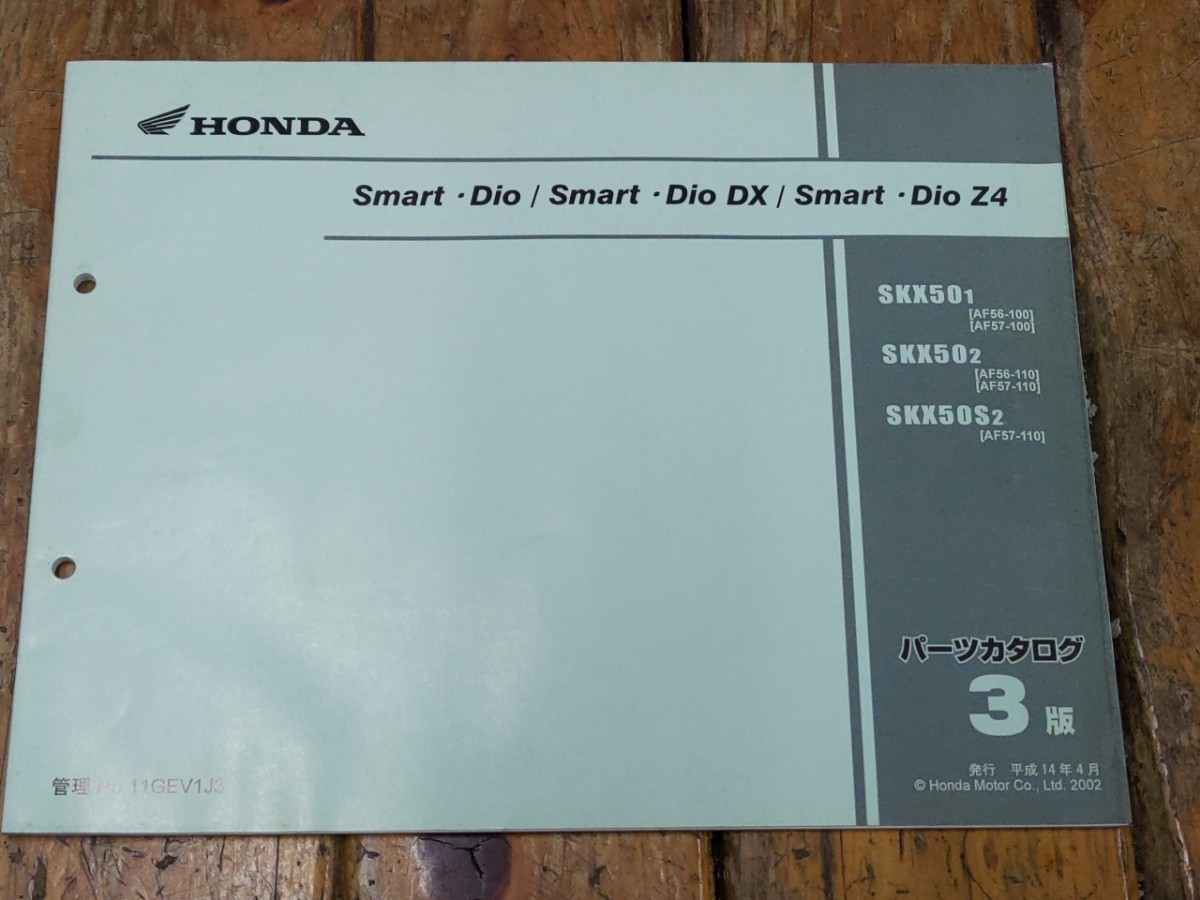 HONDA
Smart・Dio / Smart・Dio DX / Smart・Dio Z4
SKX501
[AF56-100]
[AF57-100]
SKX502
[AF56-110]
[AF57-110]
SKX50S2
[AF57-110]
パーツカタログ
3版
発行 平成14年4月
© Honda Motor Co., Ltd. 2002
管理 No.11GEV1J3